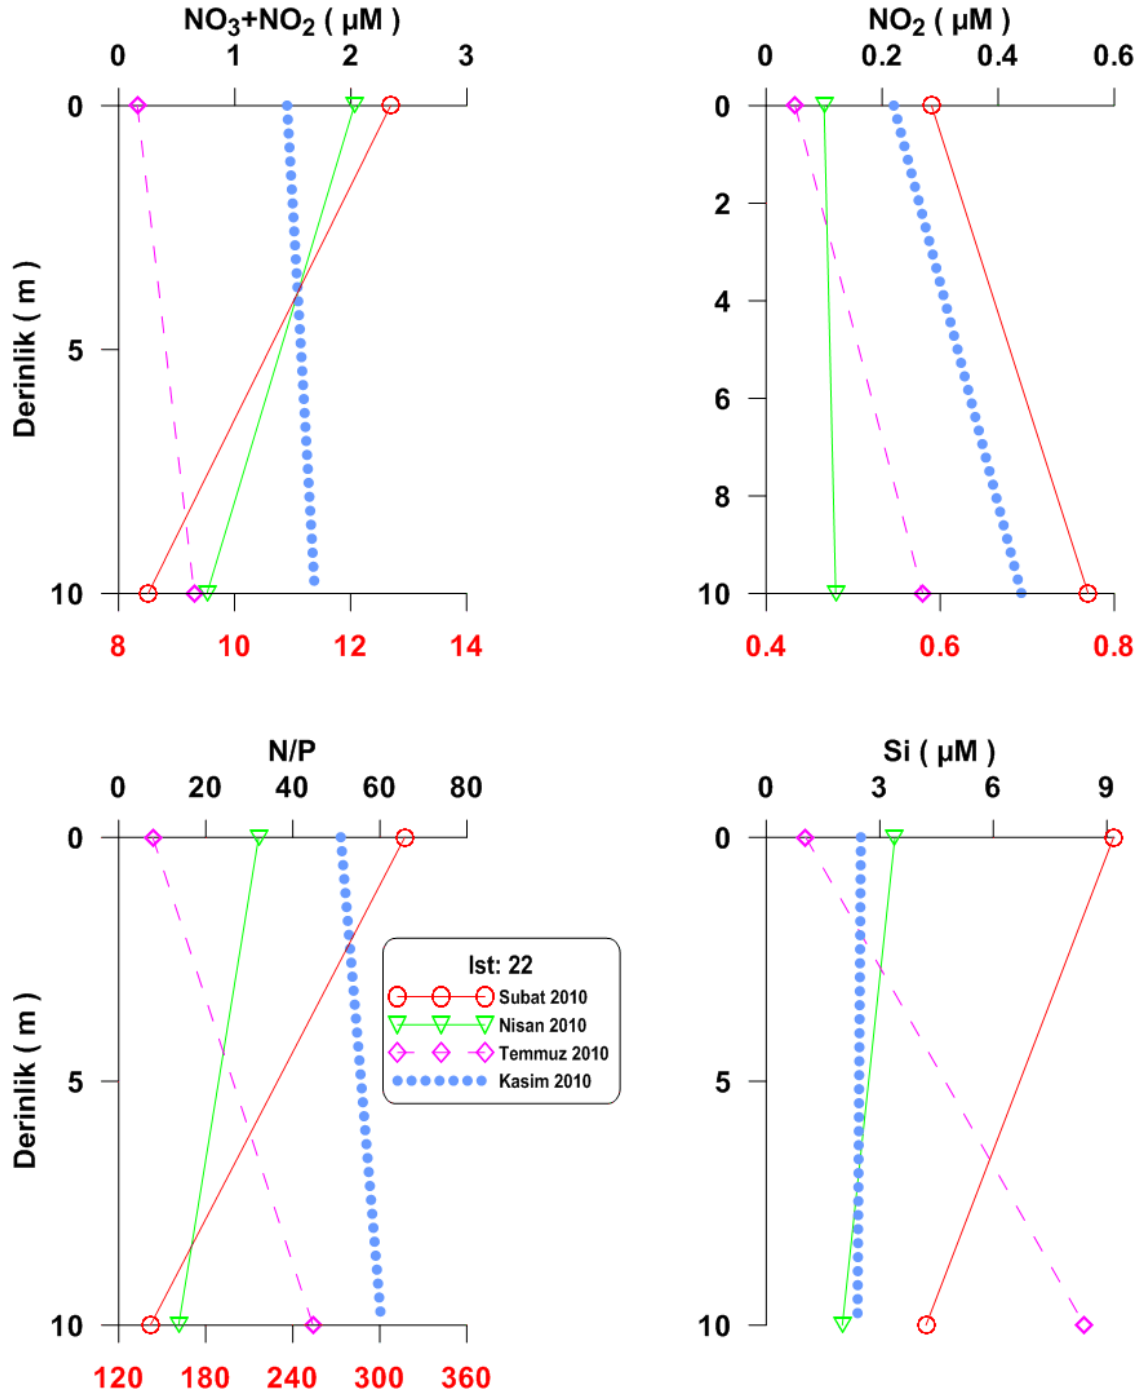 NO₃+NO₂ ( µM )
0 1 2 3
0
5
10
Derinlik ( m )
8 10 12 14
NO₂ ( µM )
0 0.2 0.4 0.6
0
2
4
6
8
10
0.4 0.6 0.8
N/P
0 20 40 60 80
0
5
10
Derinlik ( m )
120 180 240 300 360
Ist: 22
Subat 2010
Nisan 2010
Temmuz 2010
Kasim 2010
Si ( µM )
0 3 6 9
0
5
10